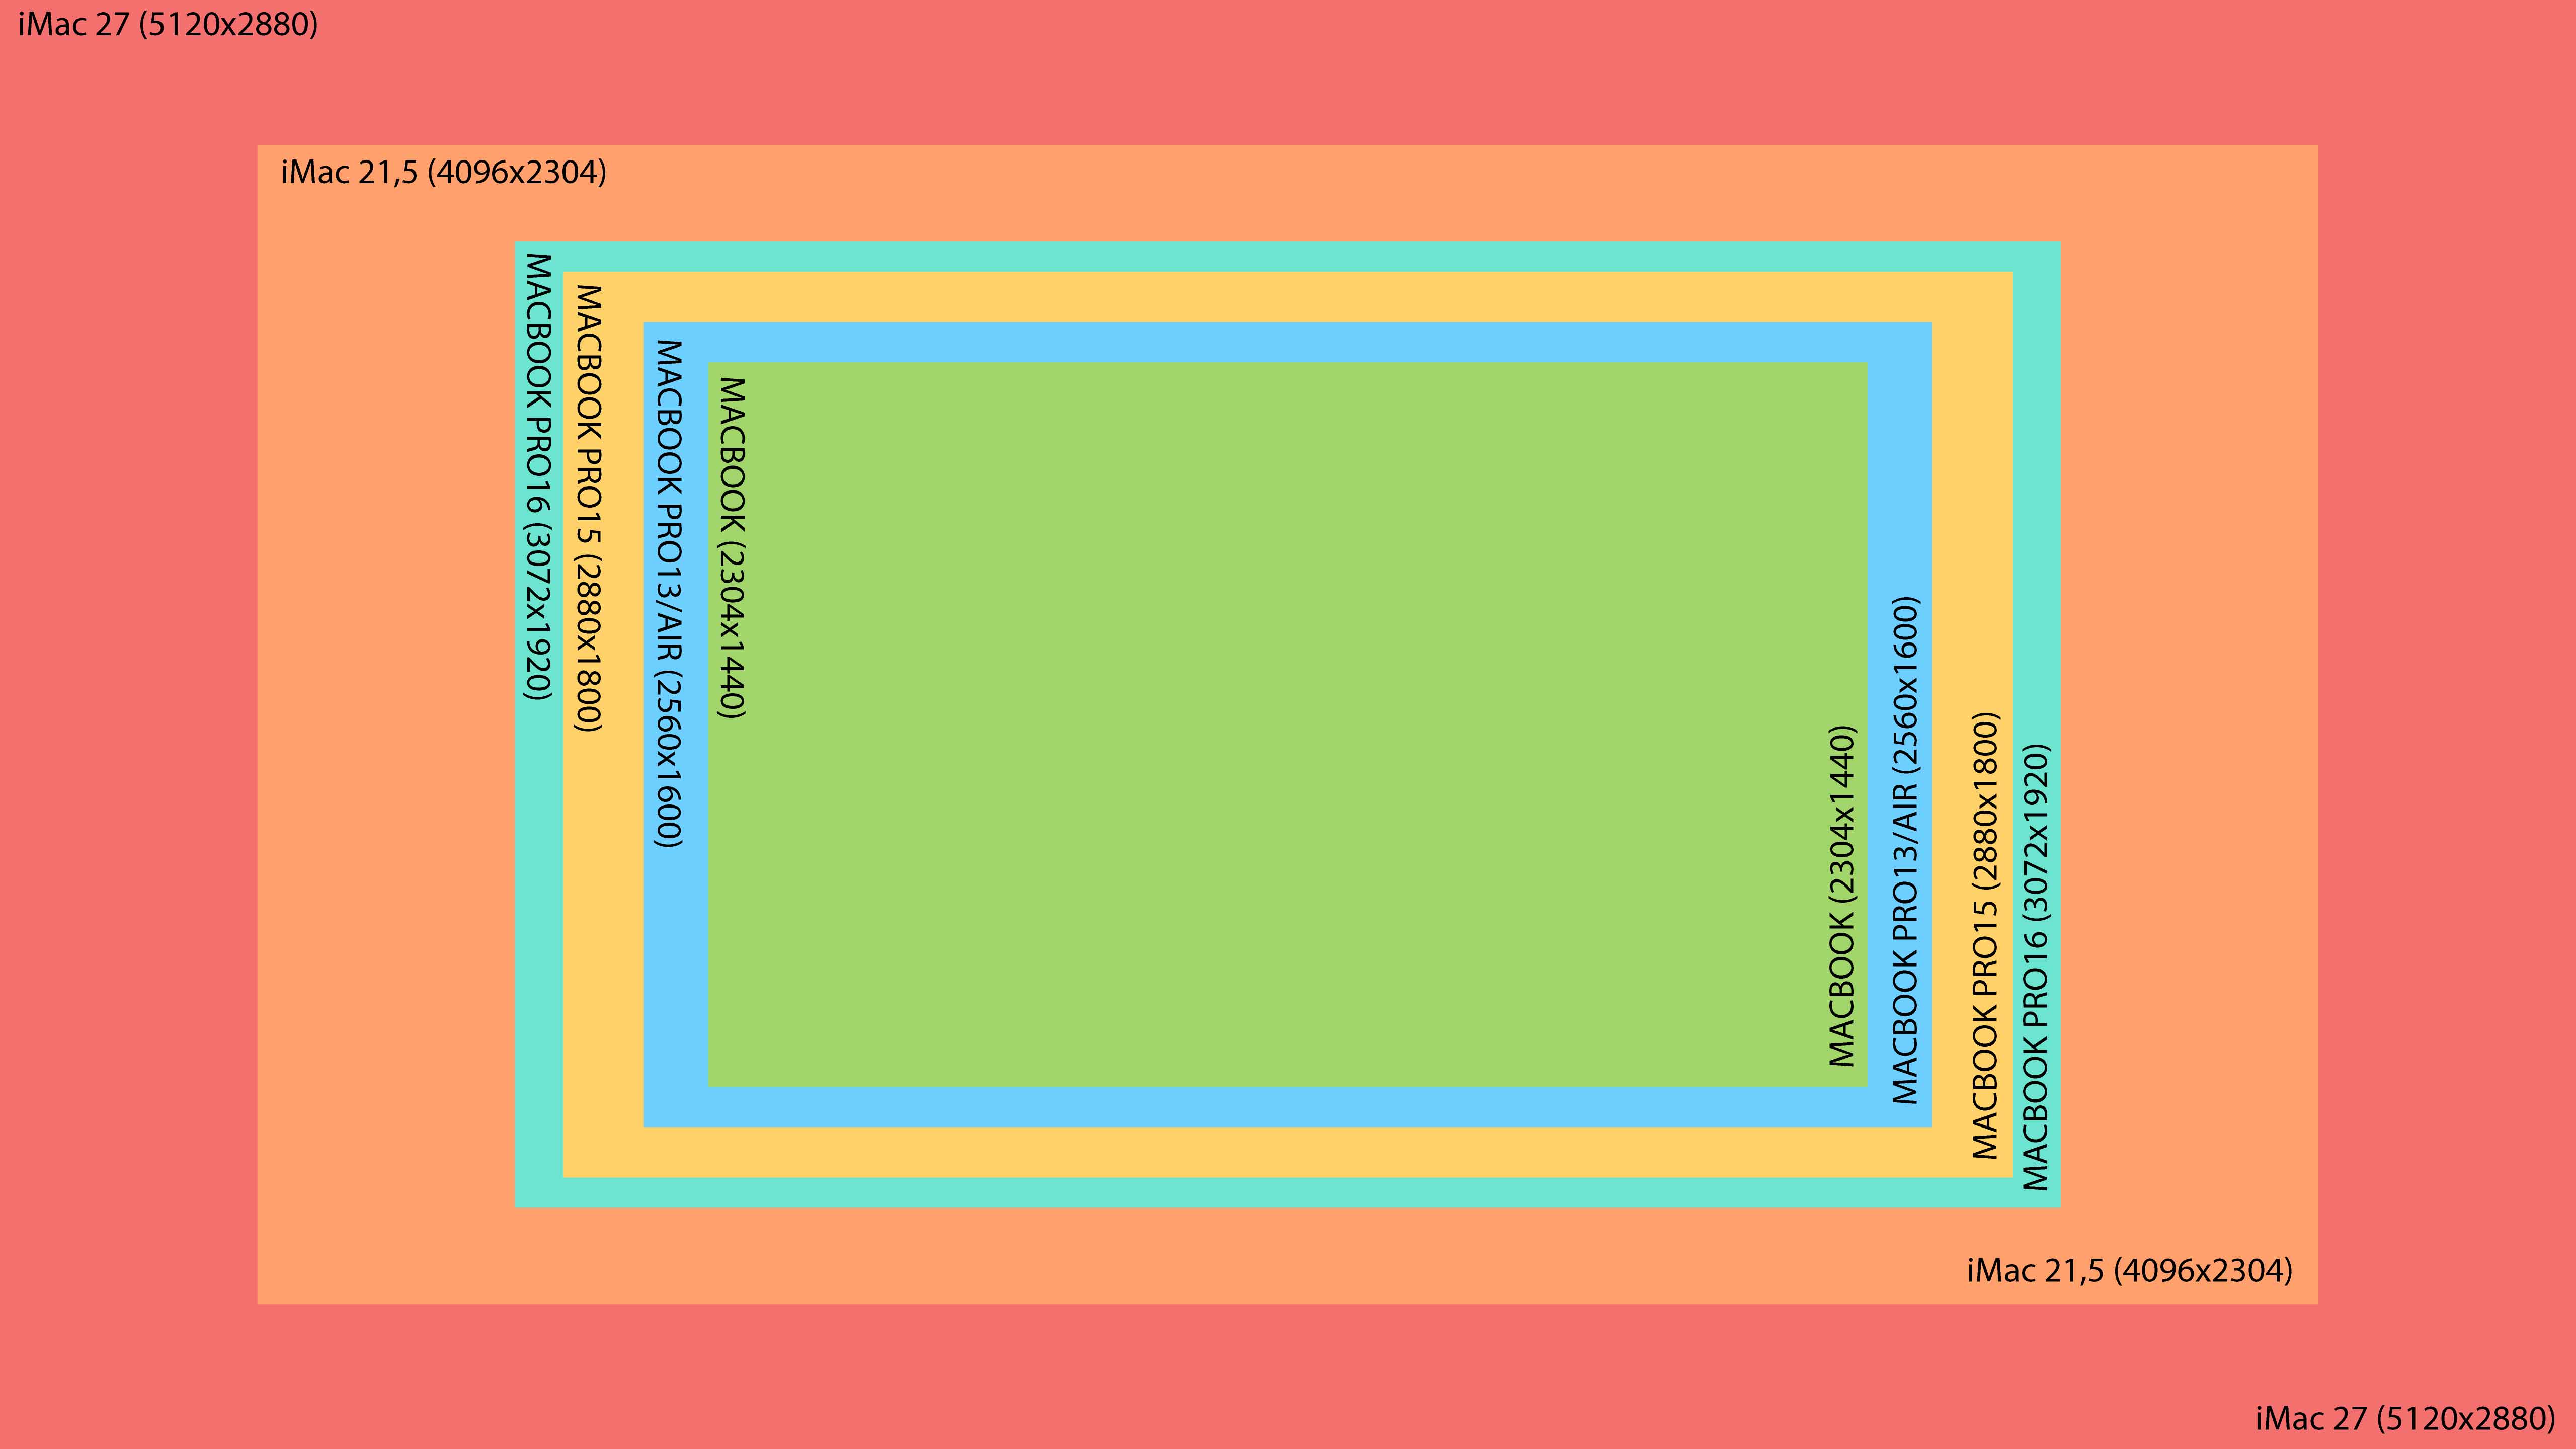 iMac 27 (5120x2880)
iMac 21,5 (4096x2304)
MACBOOK PRO16 (3072x1920)
MACBOOK PRO15 (2880x1800)
MACBOOK PRO13/AIR (2560x1600)
MACBOOK (2304x1440)
MACBOOK (2304x1440)
MACBOOK PRO13/AIR (2560x1600)
MACBOOK PRO15 (2880x1800)
MACBOOK PRO16 (3072x1920)
iMac 21,5 (4096x2304)
iMac 27 (5120x2880)